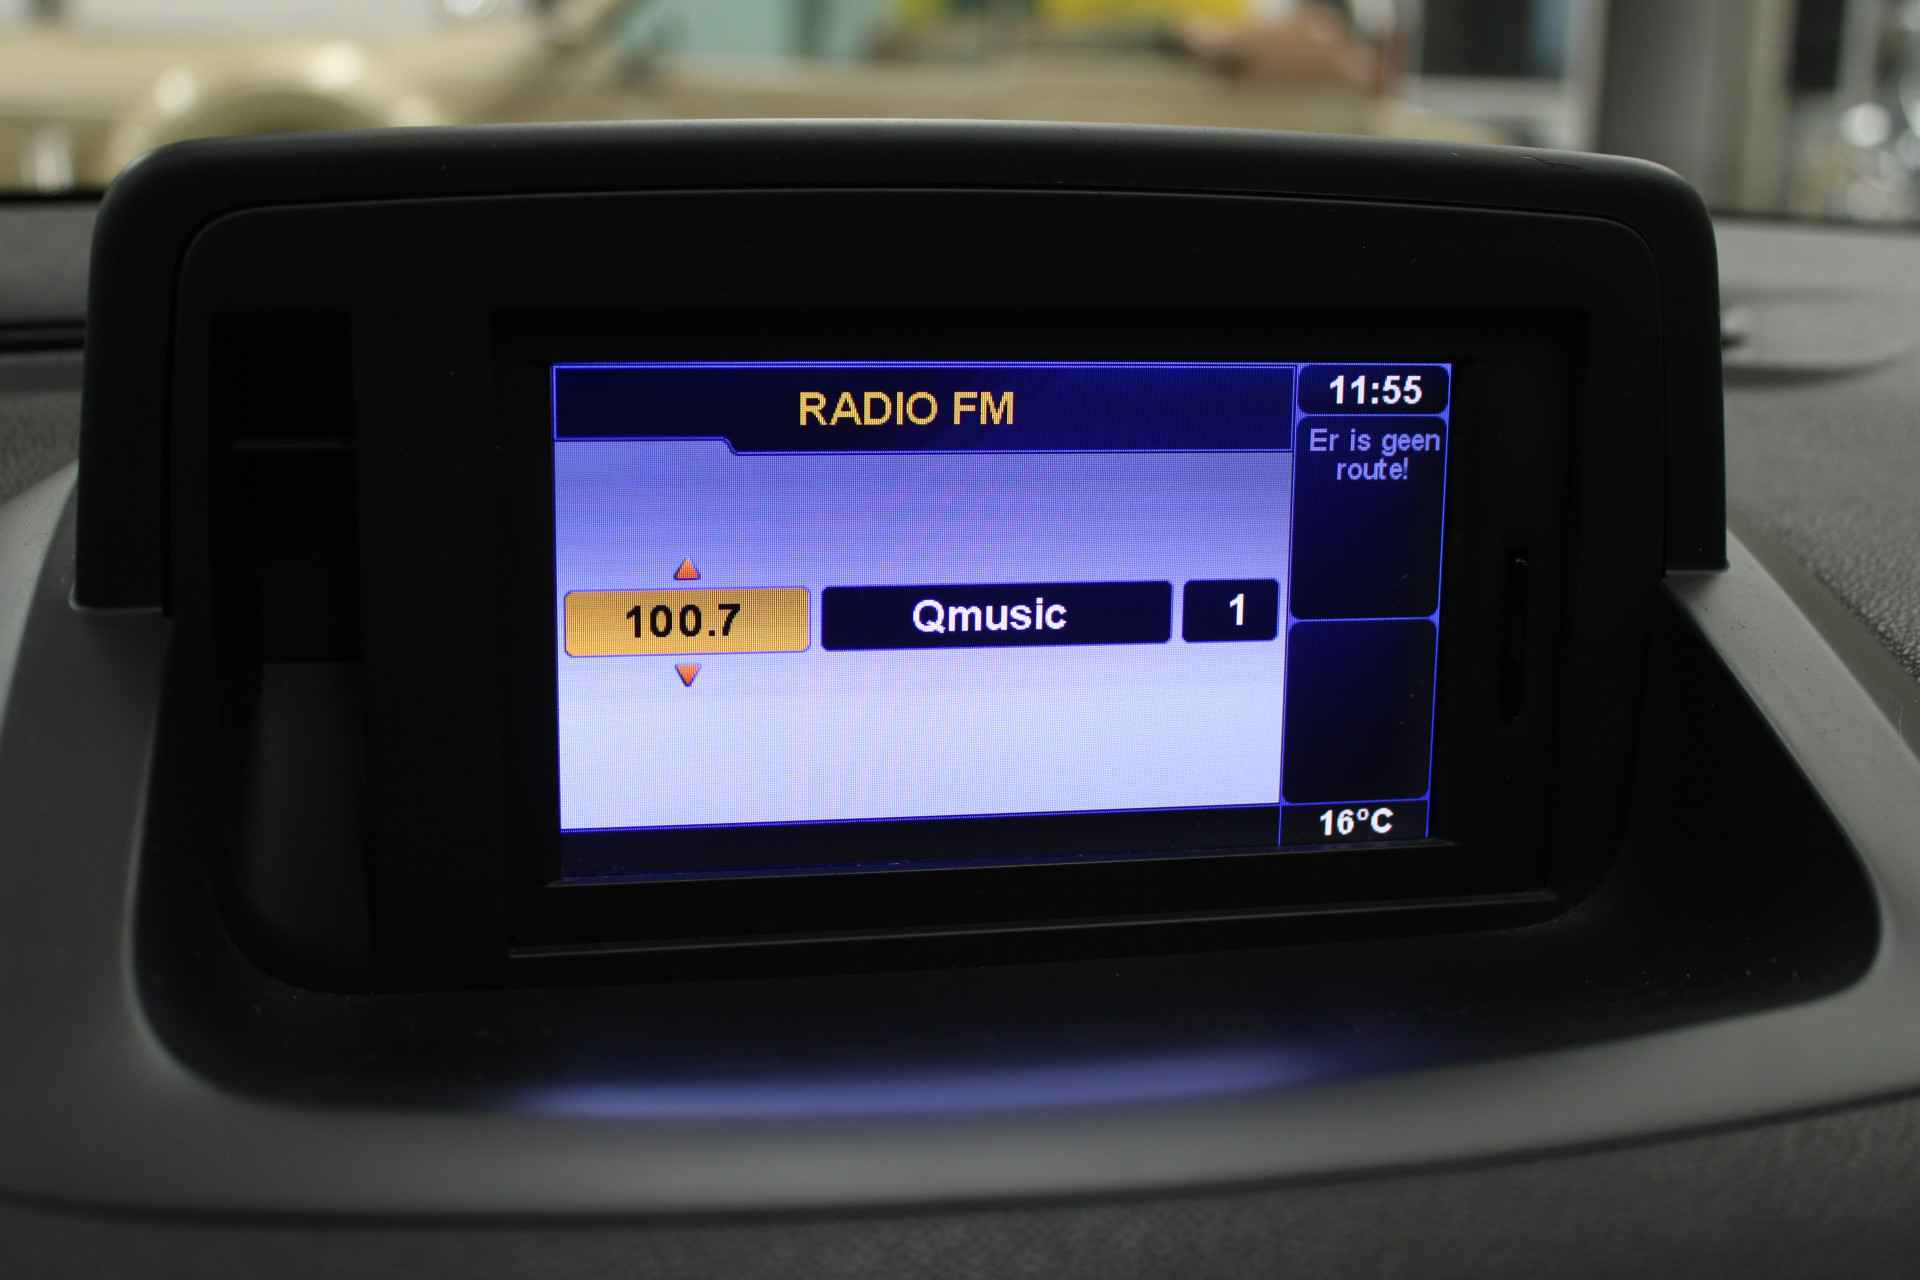 RADIO FM
11:55
Er is geen
route!
100.7 Qmusic 1
16°C